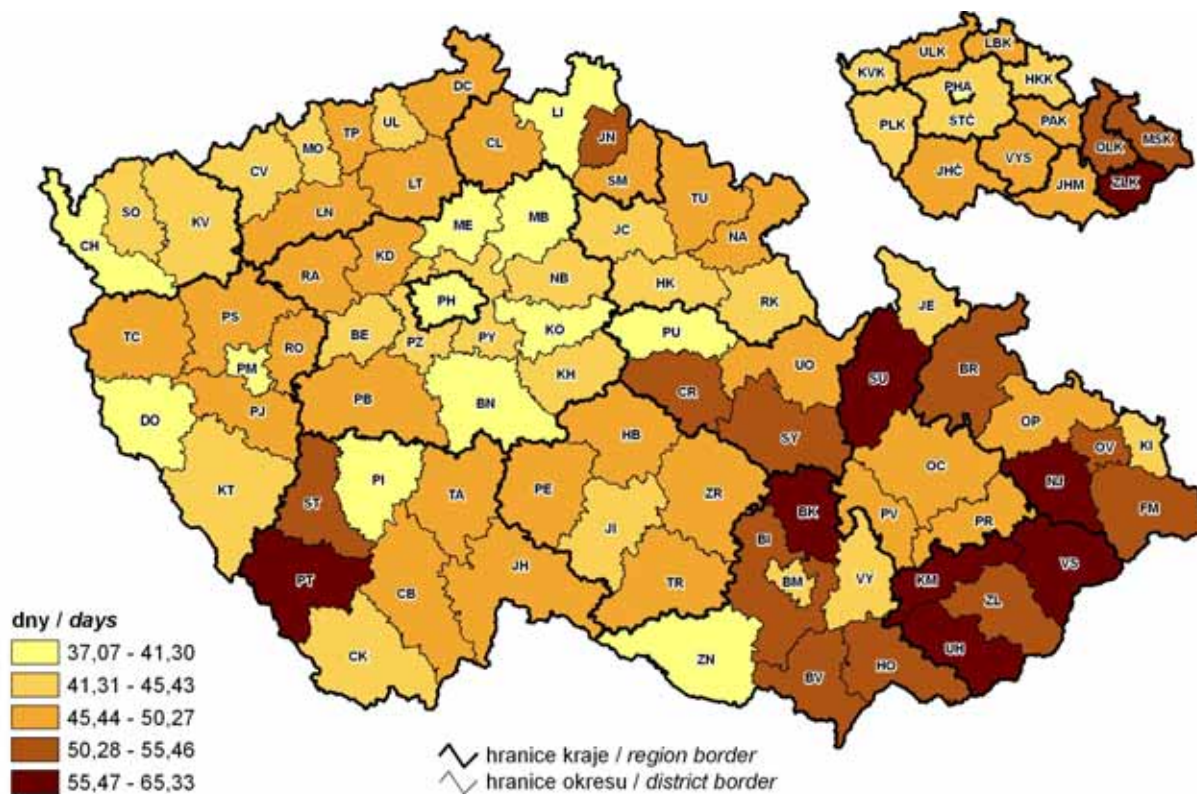 DC
LI
UL
TP
CL
JN
MO
CV
LT
SM
TU
SO
KV
LN
ME
MB
JC
NA
CH
KD
RA
NB
HK
RK
JE
PH
PS
TC
RO
BE
PZ
PY
KO
PU
PM
UO
SU
BR
KH
PJ
PB
BN
CR
DO
SY
OP
HB
OV
KI
OC
KT
ST
PI
TA
PE
ZR
NJ
BK
FM
JI
PV
PR
BI
VS
PT
CB
JH
TR
BM
VY
KM
ZL
CK
ZN
BV
HO
UH
ULK
LBK
KVK
HKK
PHA
STČ
PLK
PAK
OLK
MSK
VYS
JHČ
JHM
ZLK
dny / days
37,07 - 41,30
41,31 - 45,43
45,44 - 50,27
50,28 - 55,46
55,47 - 65,33
hranice kraje / region border
hranice okresu / district border